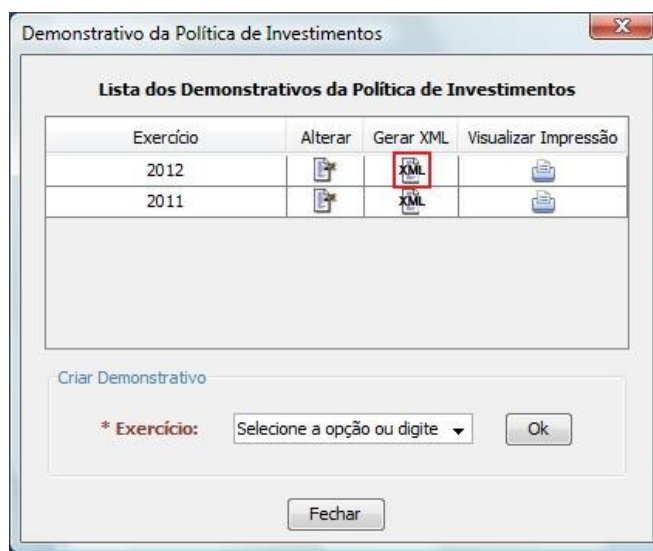 Demonstrativo da Política de Investimentos
Lista dos Demonstrativos da Política de Investimentos
Exercício Alterar Gerar XML Visualizar Impressão
2012 XML
2011 XML
Criar Demonstrativo
* Exercício: Selecione a opção ou digite Ok
Fechar